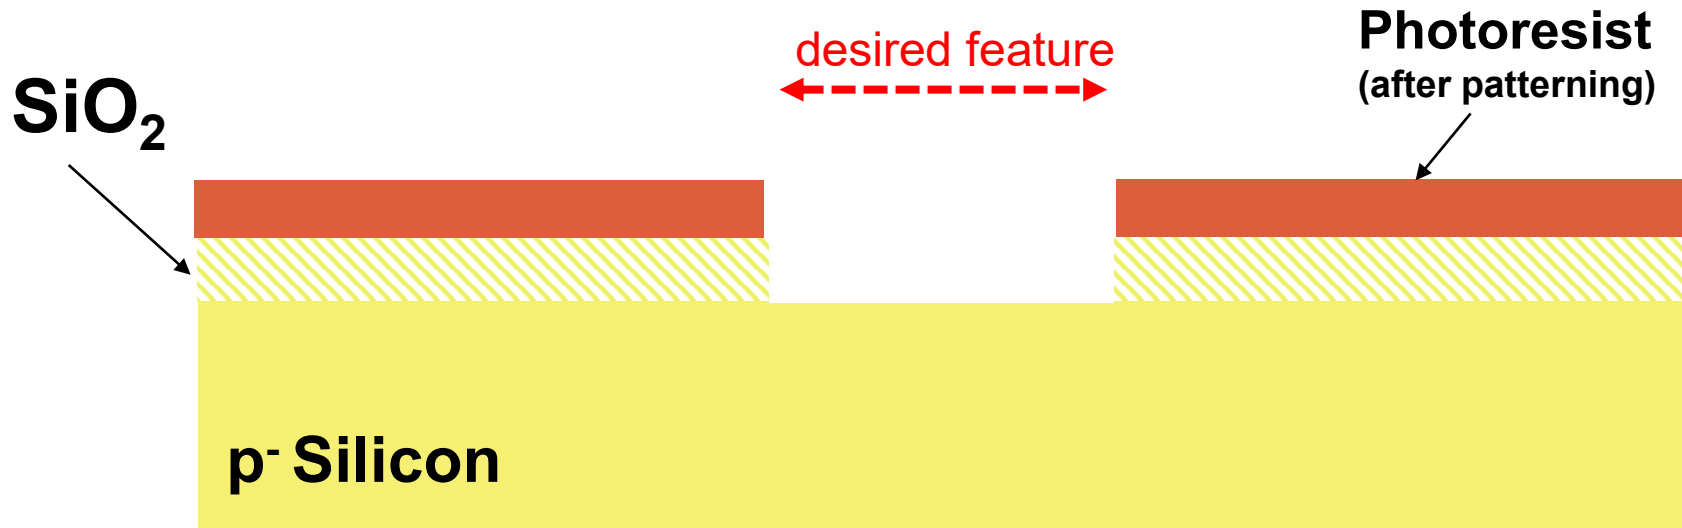 desired feature
Photoresist
(after patterning)
SiO₂
p⁻ Silicon